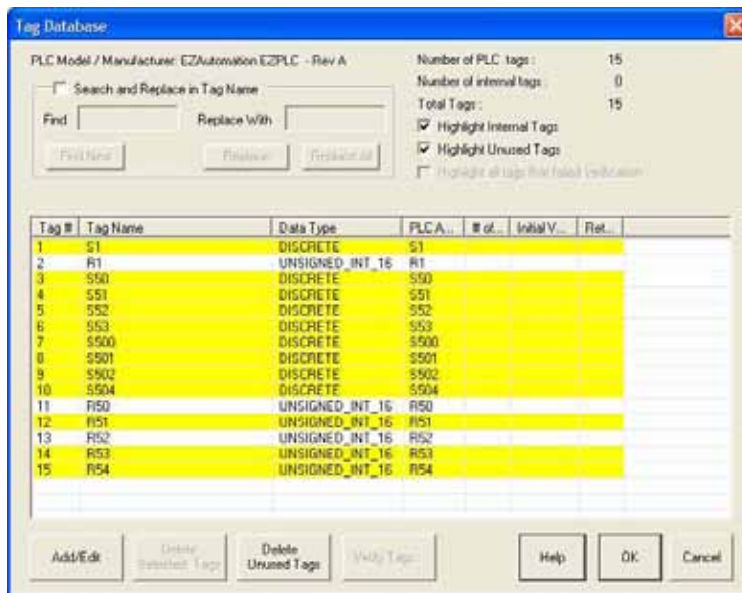 Tag Database
PLC Model / Manufacturer: EZAutomation EZPLC - Rev A
Search and Replace in Tag Name
Find Replace With
Find Next Replace Replace All
Number of PLC tags : 15
Number of internal tags : 0
Total Tags : 15
Highlight Internal Tags
Highlight Unused Tags
Highlight all tags that failed verification
Tag # Tag Name Data Type PLC A... # of... Initial V... Ret...
1 S1 DISCRETE S1
2 R1 UNSIGNED_INT_16 R1
3 S50 DISCRETE S50
4 S51 DISCRETE S51
5 S52 DISCRETE S52
6 S53 DISCRETE S53
7 S500 DISCRETE S500
8 S501 DISCRETE S501
9 S502 DISCRETE S502
10 S504 DISCRETE S504
11 R50 UNSIGNED_INT_16 R50
12 R51 UNSIGNED_INT_16 R51
13 R52 UNSIGNED_INT_16 R52
14 R53 UNSIGNED_INT_16 R53
15 R54 UNSIGNED_INT_16 R54
Add/Edit Delete Selected Tags Delete Unused Tags Verify Tags Help OK Cancel